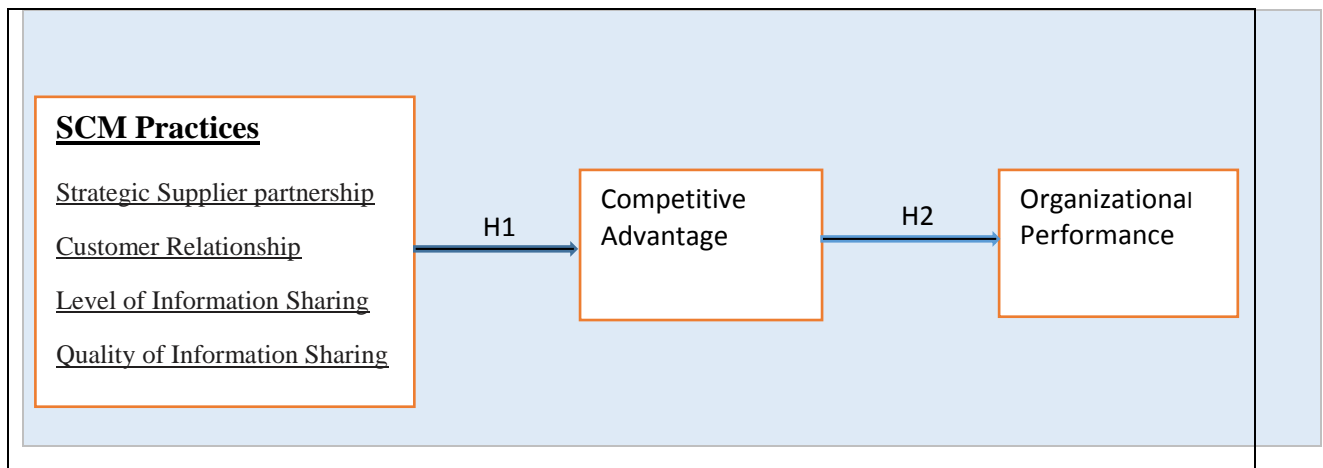 SCM Practices
Strategic Supplier partnership
Customer Relationship
Level of Information Sharing
Quality of Information Sharing
H1
Competitive
Advantage
H2
Organizational
Performance